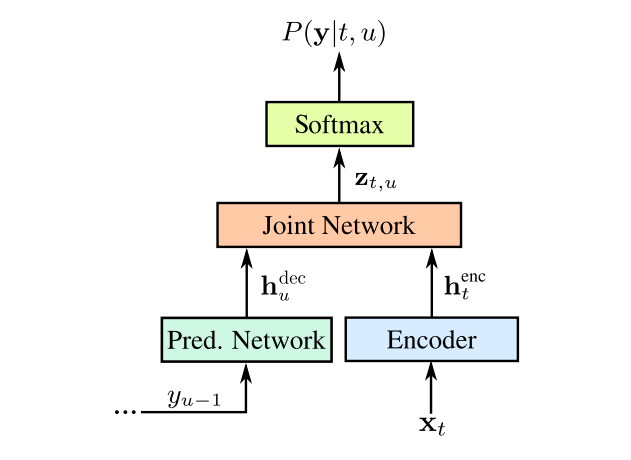 P(y|t, u)
Softmax
z_{t,u}
Joint Network
h_u^{dec}
h_t^{enc}
Pred. Network
Encoder
... y_{u−1}
x_t